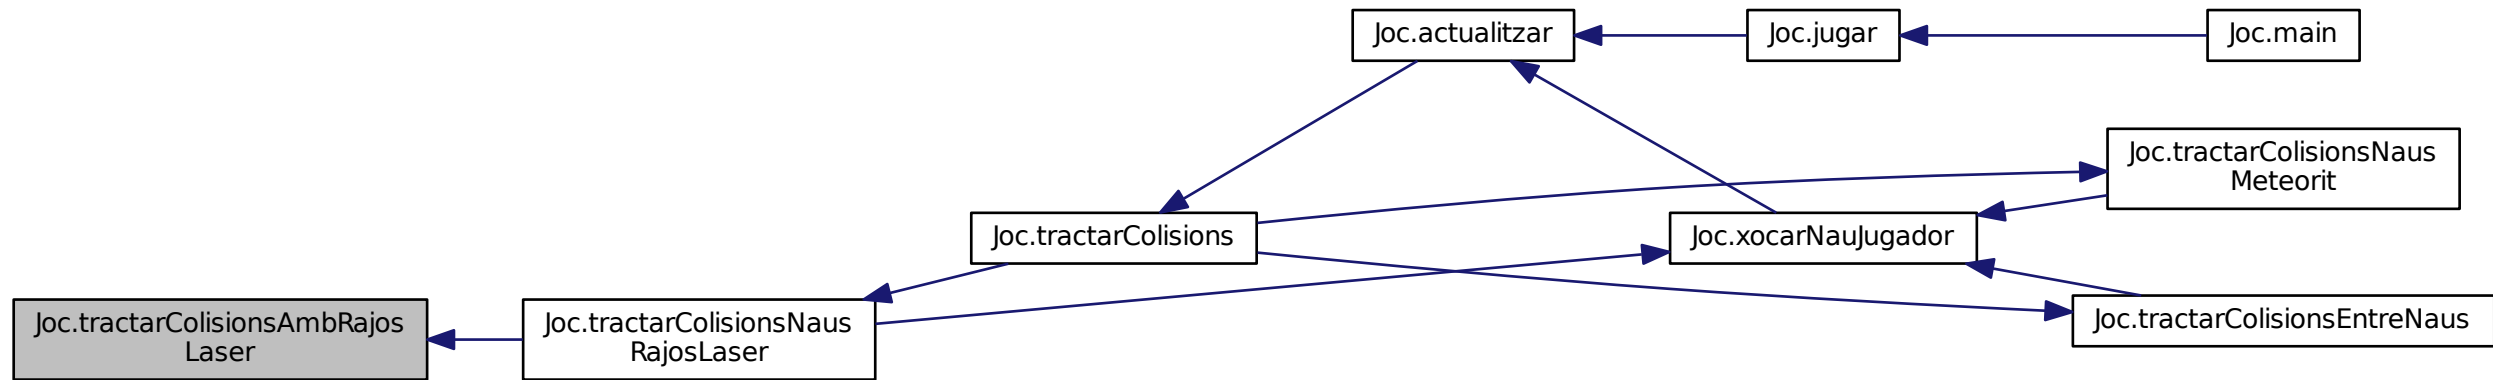 Joc.actualitzar
Joc.jugar
Joc.main
Joc.tractarColisionsNaus
Meteorit
Joc.tractarColisions
Joc.xocarNauJugador
Joc.tractarColisionsAmbRajos
Laser
Joc.tractarColisionsNaus
RajosLaser
Joc.tractarColisionsEntreNaus